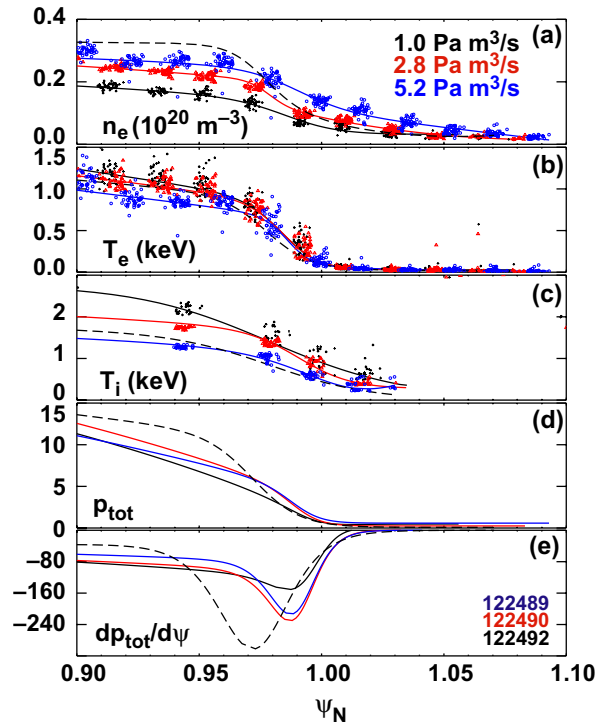 0.4
(a)
1.0 Pa m³/s
2.8 Pa m³/s
5.2 Pa m³/s
0.2
0.0
nₑ (10²⁰ m⁻³)
1.5
(b)
1.0
0.5
0.0
Tₑ (keV)
(c)
2
1
0
Tᵢ (keV)
15
(d)
10
5
0
pₜₒₜ
(e)
−80
−160
−240
dpₜₒₜ/dψ
122489
122490
122492
0.90 0.95 1.00 1.05 1.10
ψ_N